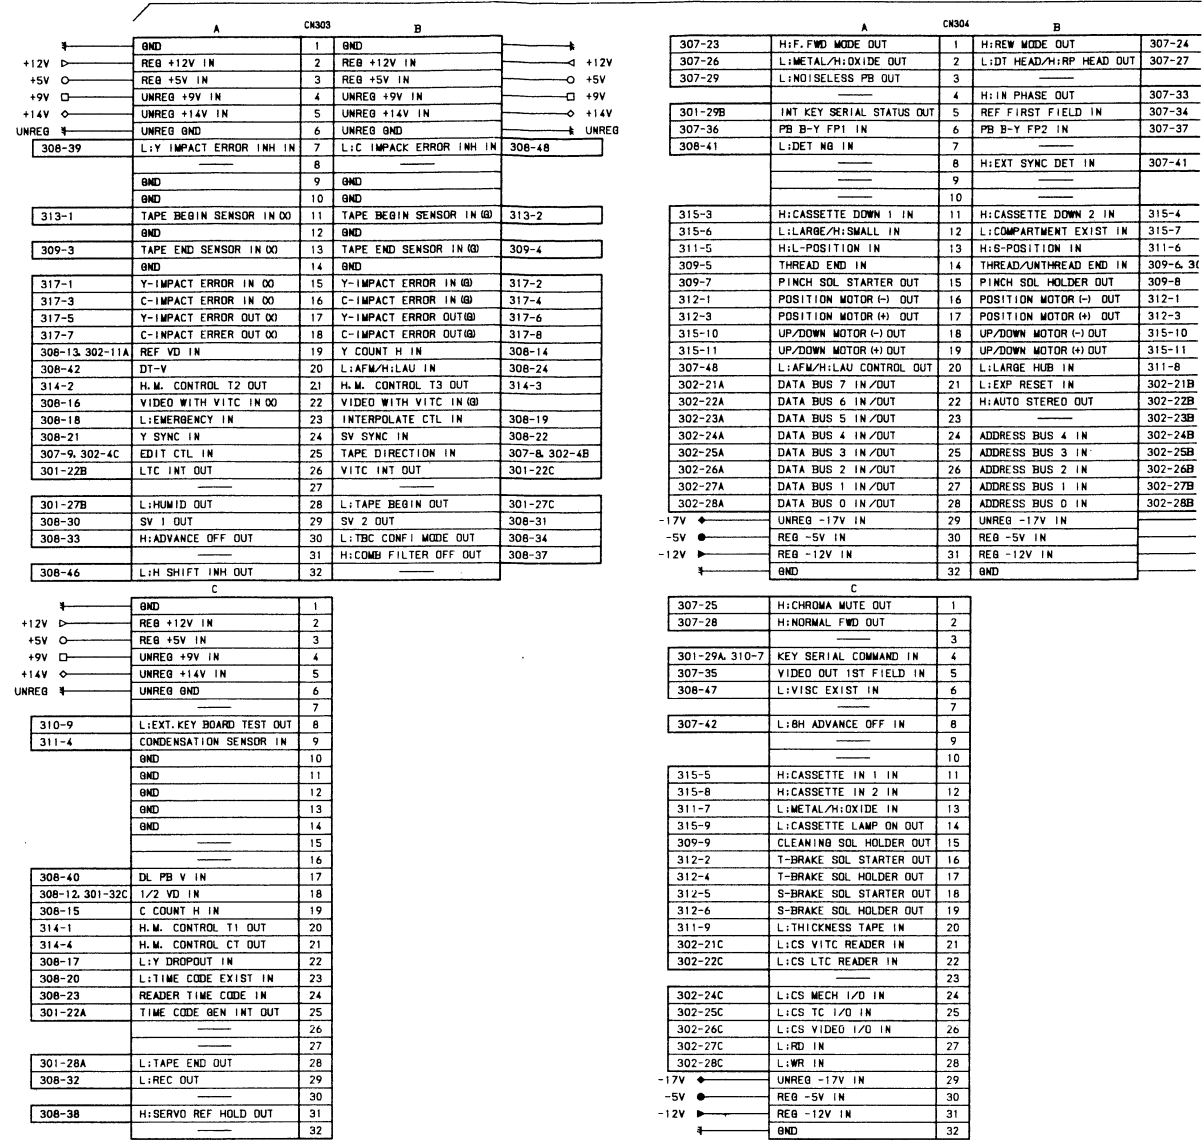 A CN303 B
GND 1 GND
+12V REG +12V IN 2 REG +12V IN +12V
+5V REG +5V IN 3 REG +5V IN +5V
+9V UNREG +9V IN 4 UNREG +9V IN +9V
+14V UNREG +14V IN 5 UNREG +14V IN +14V
UNREG UNREG GND 6 UNREG GND UNREG
308-39 L:Y IMPACT ERROR INH IN 7 L:C IMPACK ERROR INH IN 308-48
8
GND 9 GND
GND 10 GND
313-1 TAPE BEGIN SENSOR IN (X) 11 TAPE BEGIN SENSOR IN (G) 313-2
GND 12 GND
309-3 TAPE END SENSOR IN (X) 13 TAPE END SENSOR IN (G) 309-4
GND 14 GND
317-1 Y-IMPACT ERROR IN (X) 15 Y-IMPACT ERROR IN (G) 317-2
317-3 C-IMPACT ERROR IN (X) 16 C-IMPACT ERROR IN (G) 317-4
317-5 Y-IMPACT ERROR OUT (X) 17 Y-IMPACT ERROR OUT (G) 317-6
317-7 C-INPACT ERRER OUT (X) 18 C-IMPACT ERROR OUT (G) 317-8
308-13, 302-11A REF VD IN 19 Y COUNT H IN 308-14
308-42 DT-V 20 L:AFM/H:LAU IN 308-24
314-2 H.M. CONTROL T2 OUT 21 H.M. CONTROL T3 OUT 314-3
308-16 VIDEO WITH VITC IN (X) 22 VIDEO WITH VITC IN (G)
308-18 L:EMERGENCY IN 23 INTERPOLATE CTL IN 308-19
308-21 Y SYNC IN 24 SV SYNC IN 308-22
307-9, 302-4C EDIT CTL IN 25 TAPE DIRECTION IN 307-8, 302-4B
301-22B LTC INT OUT 26 VITC INT OUT 301-22C
27
301-27B L:HUMID OUT 28 L:TAPE BEGIN OUT 301-27C
308-30 SV 1 OUT 29 SV 2 OUT 308-31
308-33 H:ADVANCE OFF OUT 30 L:TBC CONFI MODE OUT 308-34
31 H:COMB FILTER OFF OUT 308-37
308-46 L:H SHIFT INH OUT 32
C
GND 1
+12V REG +12V IN 2
+5V REG +5V IN 3
+9V UNREG +9V IN 4
+14V UNREG +14V IN 5
UNREG UNREG GND 6
7
310-9 L:EXT.KEY BOARD TEST OUT 8
311-4 CONDENSATION SENSOR IN 9
GND 10
GND 11
GND 12
GND 13
GND 14
15
16
308-40 DL PB V IN 17
308-12, 301-32C 1/2 VD IN 18
308-15 C COUNT H IN 19
314-1 H.M. CONTROL T1 OUT 20
314-4 H.M. CONTROL CT OUT 21
308-17 L:Y DROPOUT IN 22
308-20 L:TIME CODE EXIST IN 23
308-23 READER TIME CODE IN 24
301-22A TIME CODE GEN INT OUT 25
26
27
301-28A L:TAPE END OUT 28
308-32 L:REC OUT 29
30
308-38 H:SERVO REF HOLD OUT 31
32
A CN304 B
307-23 H:F.FWD MODE OUT 1 H:REW MODE OUT 307-24
307-26 L:METAL/H:OXIDE OUT 2 L:DT HEAD/H:RP HEAD OUT 307-27
307-29 L:NOISELESS PB OUT 3
4 H:IN PHASE OUT 307-33
301-29B INT KEY SERIAL STATUS OUT 5 REF FIRST FIELD IN 307-34
307-36 PB B-Y FP1 IN 6 PB B-Y FP2 IN 307-37
308-41 L:DET NG IN 7
8 H:EXT SYNC DET IN 307-41
9
10
315-3 H:CASSETTE DOWN 1 IN 11 H:CASSETTE DOWN 2 IN 315-4
315-6 L:LARGE/H:SMALL IN 12 L:COMPARTMENT EXIST IN 315-7
311-5 H:L-POSITION IN 13 H:S-POSITION IN 311-6
309-5 THREAD END IN 14 THREAD/UNTHREAD END IN 309-6, 30
309-7 PINCH SOL STARTER OUT 15 PINCH SOL HOLDER OUT 309-8
312-1 POSITION MOTOR (-) OUT 16 POSITION MOTOR (-) OUT 312-1
312-3 POSITION MOTOR (+) OUT 17 POSITION MOTOR (+) OUT 312-3
315-10 UP/DOWN MOTOR (-) OUT 18 UP/DOWN MOTOR (-) OUT 315-10
315-11 UP/DOWN MOTOR (+) OUT 19 UP/DOWN MOTOR (+) OUT 315-11
307-48 L:AFM/H:LAU CONTROL OUT 20 L:LARGE HUB IN 311-8
302-21A DATA BUS 7 IN/OUT 21 L:EXP RESET IN 302-21B
302-22A DATA BUS 6 IN/OUT 22 H:AUTO STEREO OUT 302-22B
302-23A DATA BUS 5 IN/OUT 23 302-23B
302-24A DATA BUS 4 IN/OUT 24 ADDRESS BUS 4 IN 302-24B
302-25A DATA BUS 3 IN/OUT 25 ADDRESS BUS 3 IN 302-25B
302-26A DATA BUS 2 IN/OUT 26 ADDRESS BUS 2 IN 302-26B
302-27A DATA BUS 1 IN/OUT 27 ADDRESS BUS 1 IN 302-27B
302-28A DATA BUS 0 IN/OUT 28 ADDRESS BUS 0 IN 302-28B
-17V UNREG -17V IN 29 UNREG -17V IN
-5V REG -5V IN 30 REG -5V IN
-12V REG -12V IN 31 REG -12V IN
GND 32 GND
C
307-25 H:CHROMA MUTE OUT 1
307-28 H:NORMAL FWD OUT 2
3
301-29A, 310-7 KEY SERIAL COMMAND IN 4
307-35 VIDEO OUT 1ST FIELD IN 5
308-47 L:VISC EXIST IN 6
7
307-42 L:8H ADVANCE OFF IN 8
9
10
315-5 H:CASSETTE IN 1 IN 11
315-8 H:CASSETTE IN 2 IN 12
311-7 L:METAL/H:OXIDE IN 13
315-9 L:CASSETTE LAMP ON OUT 14
309-9 CLEANING SOL HOLDER OUT 15
312-2 T-BRAKE SOL STARTER OUT 16
312-4 T-BRAKE SOL HOLDER OUT 17
312-5 S-BRAKE SOL STARTER OUT 18
312-6 S-BRAKE SOL HOLDER OUT 19
311-9 L:THICKNESS TAPE IN 20
302-21C L:CS VITC READER IN 21
302-22C L:CS LTC READER IN 22
23
302-24C L:CS MECH I/O IN 24
302-25C L:CS TC I/O IN 25
302-26C L:CS VIDEO I/O IN 26
302-27C L:RD IN 27
302-28C L:WR IN 28
-17V UNREG -17V IN 29
-5V REG -5V IN 30
-12V REG -12V IN 31
GND 32